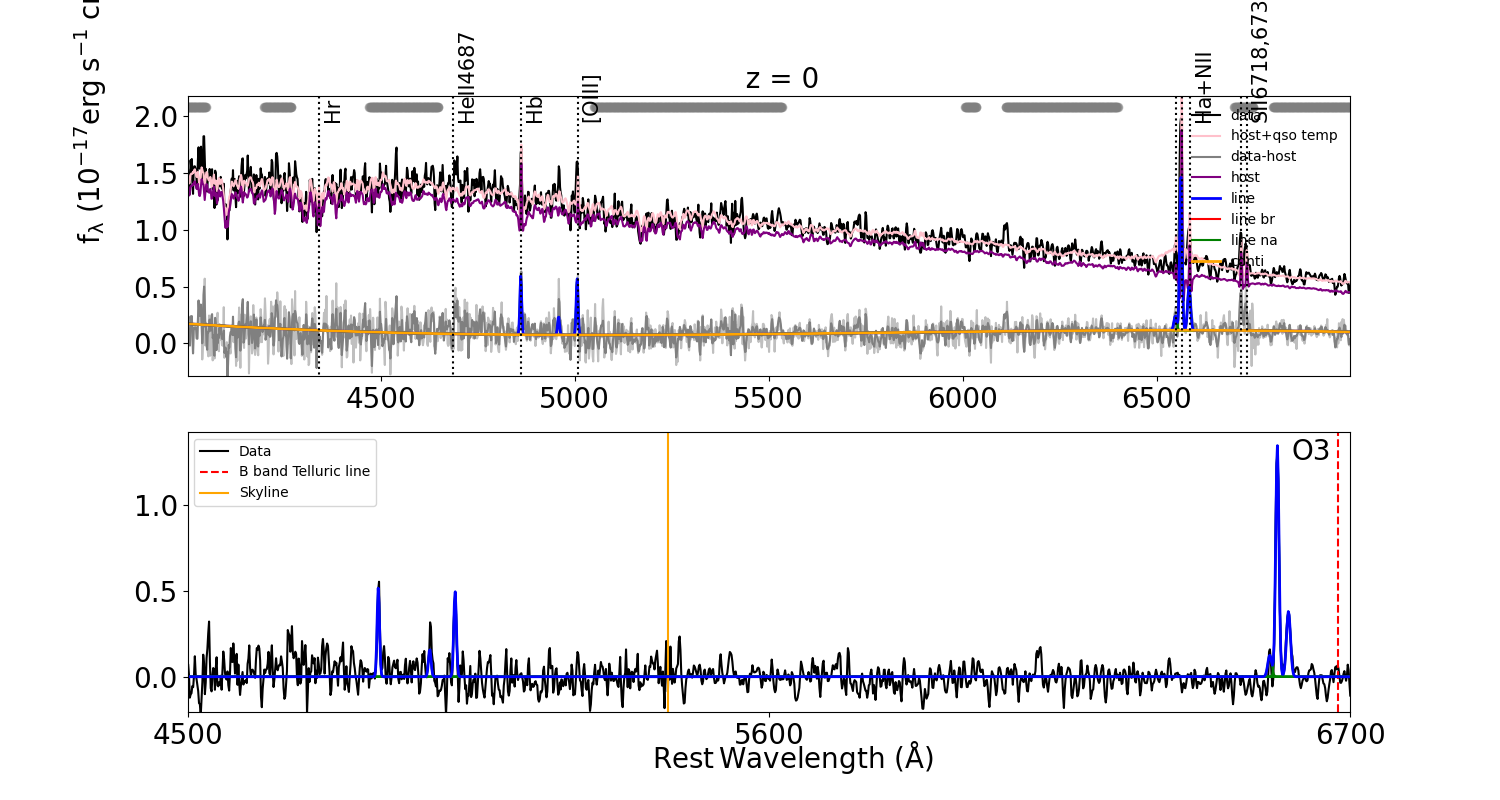 z = 0
fλ (10−17erg s−1 cm
Hr
HeII4687
Hb
[OIII]
Ha+NII
SII6718,673
2.0
1.5
1.0
0.5
0.0
data
host+qso temp
data-host
host
line
line br
line na
conti
4500 5000 5500 6000 6500
Data
B band Telluric line
Skyline
O3
1.0
0.5
0.0
4500 5600 6700
Rest Wavelength (Å)